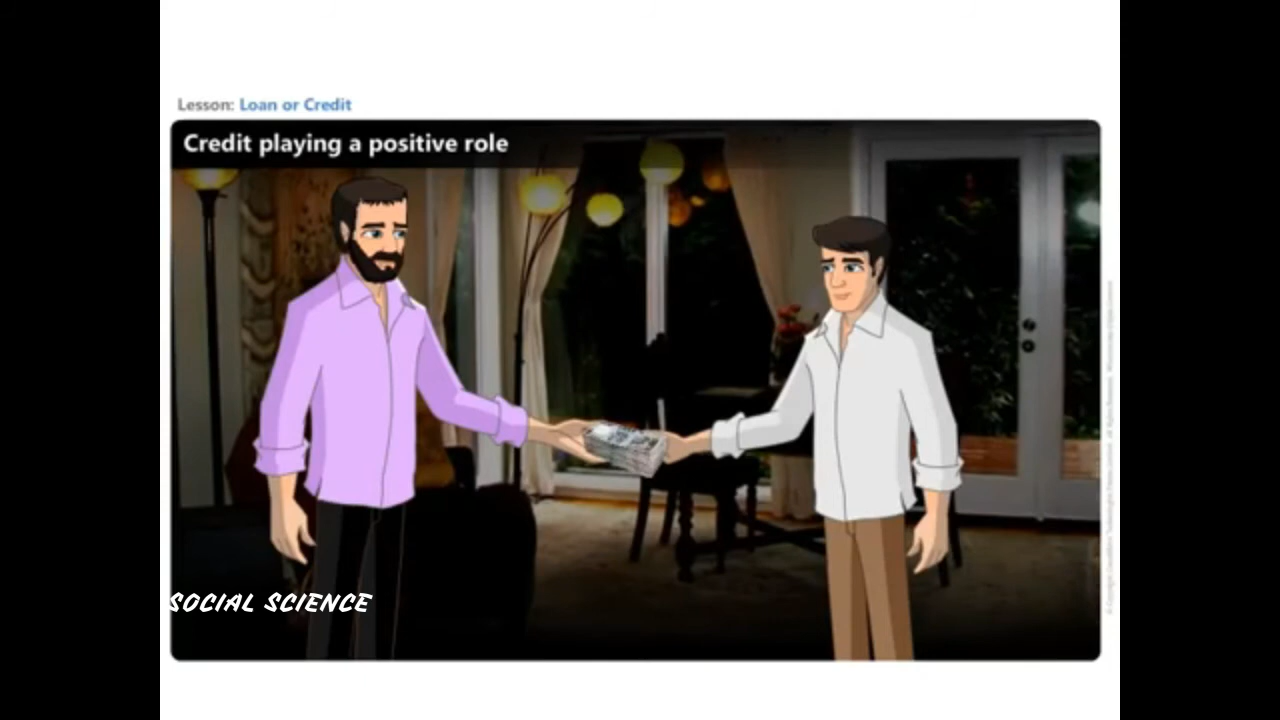 Lesson: Loan or Credit
Credit playing a positive role
SOCIAL SCIENCE